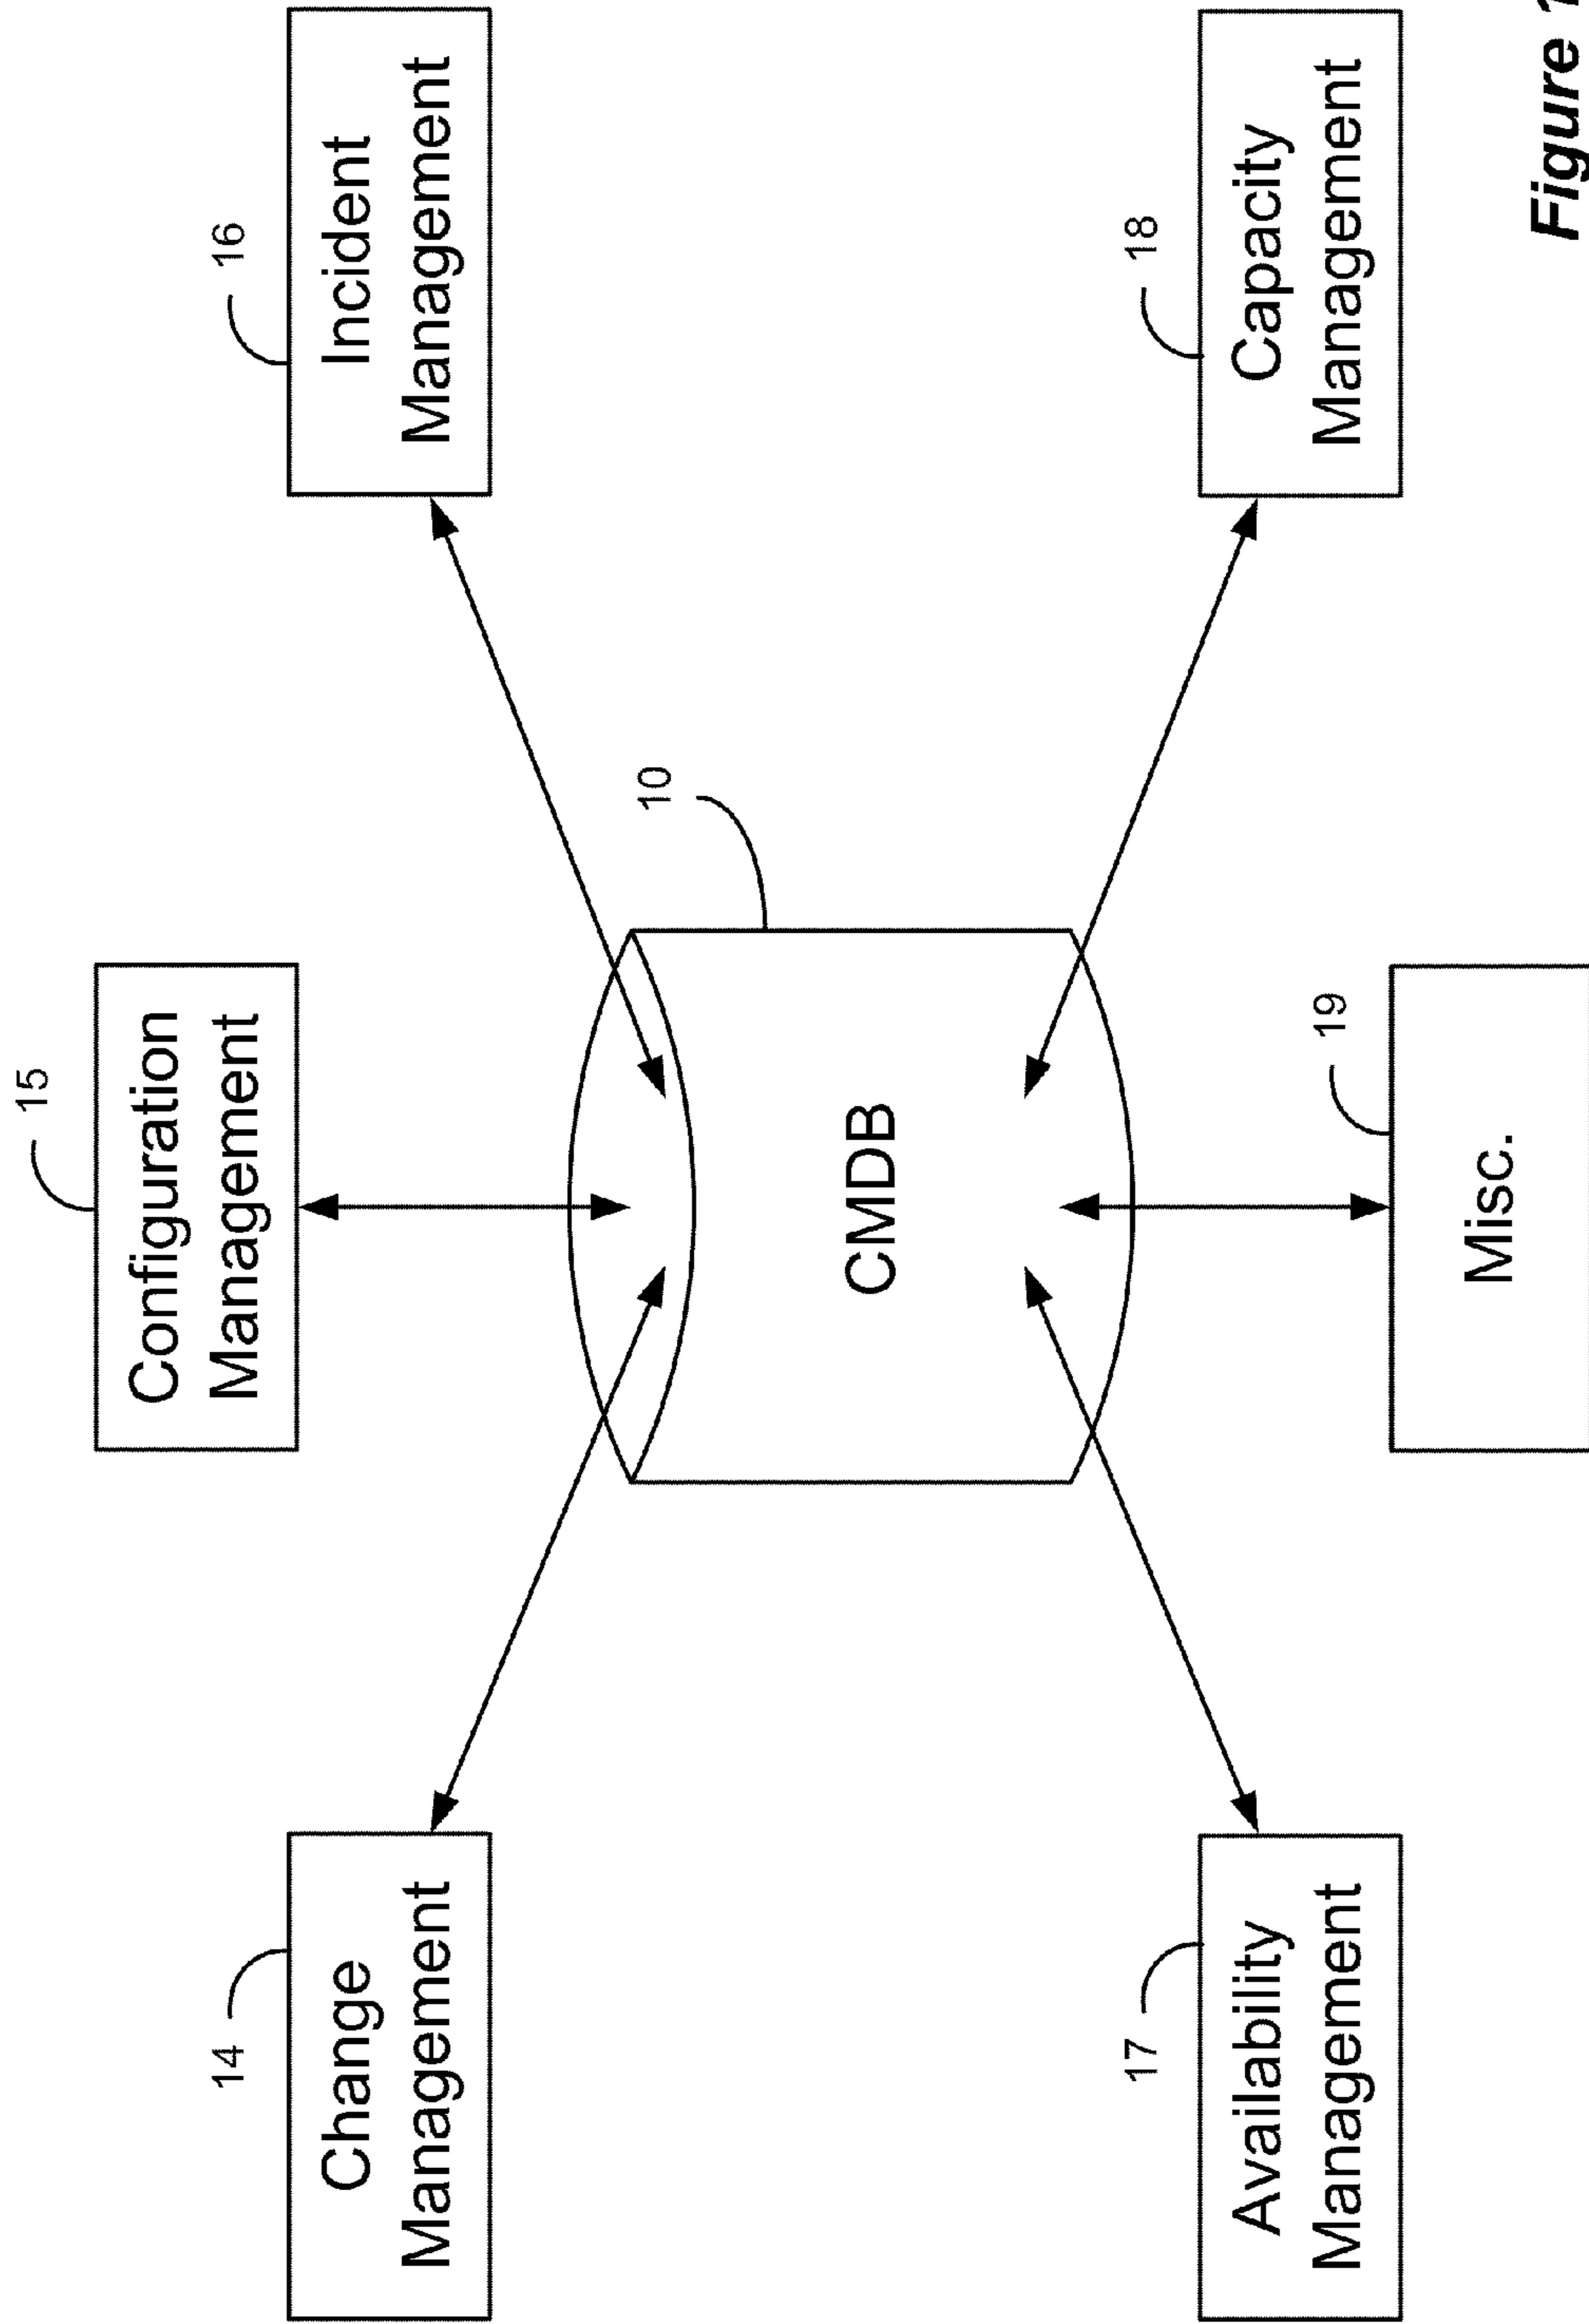 15
Configuration
Management
14
Change
Management
16
Incident
Management
10
CMDB
17
Availability
Management
18
Capacity
Management
19
Misc.
Figure 1